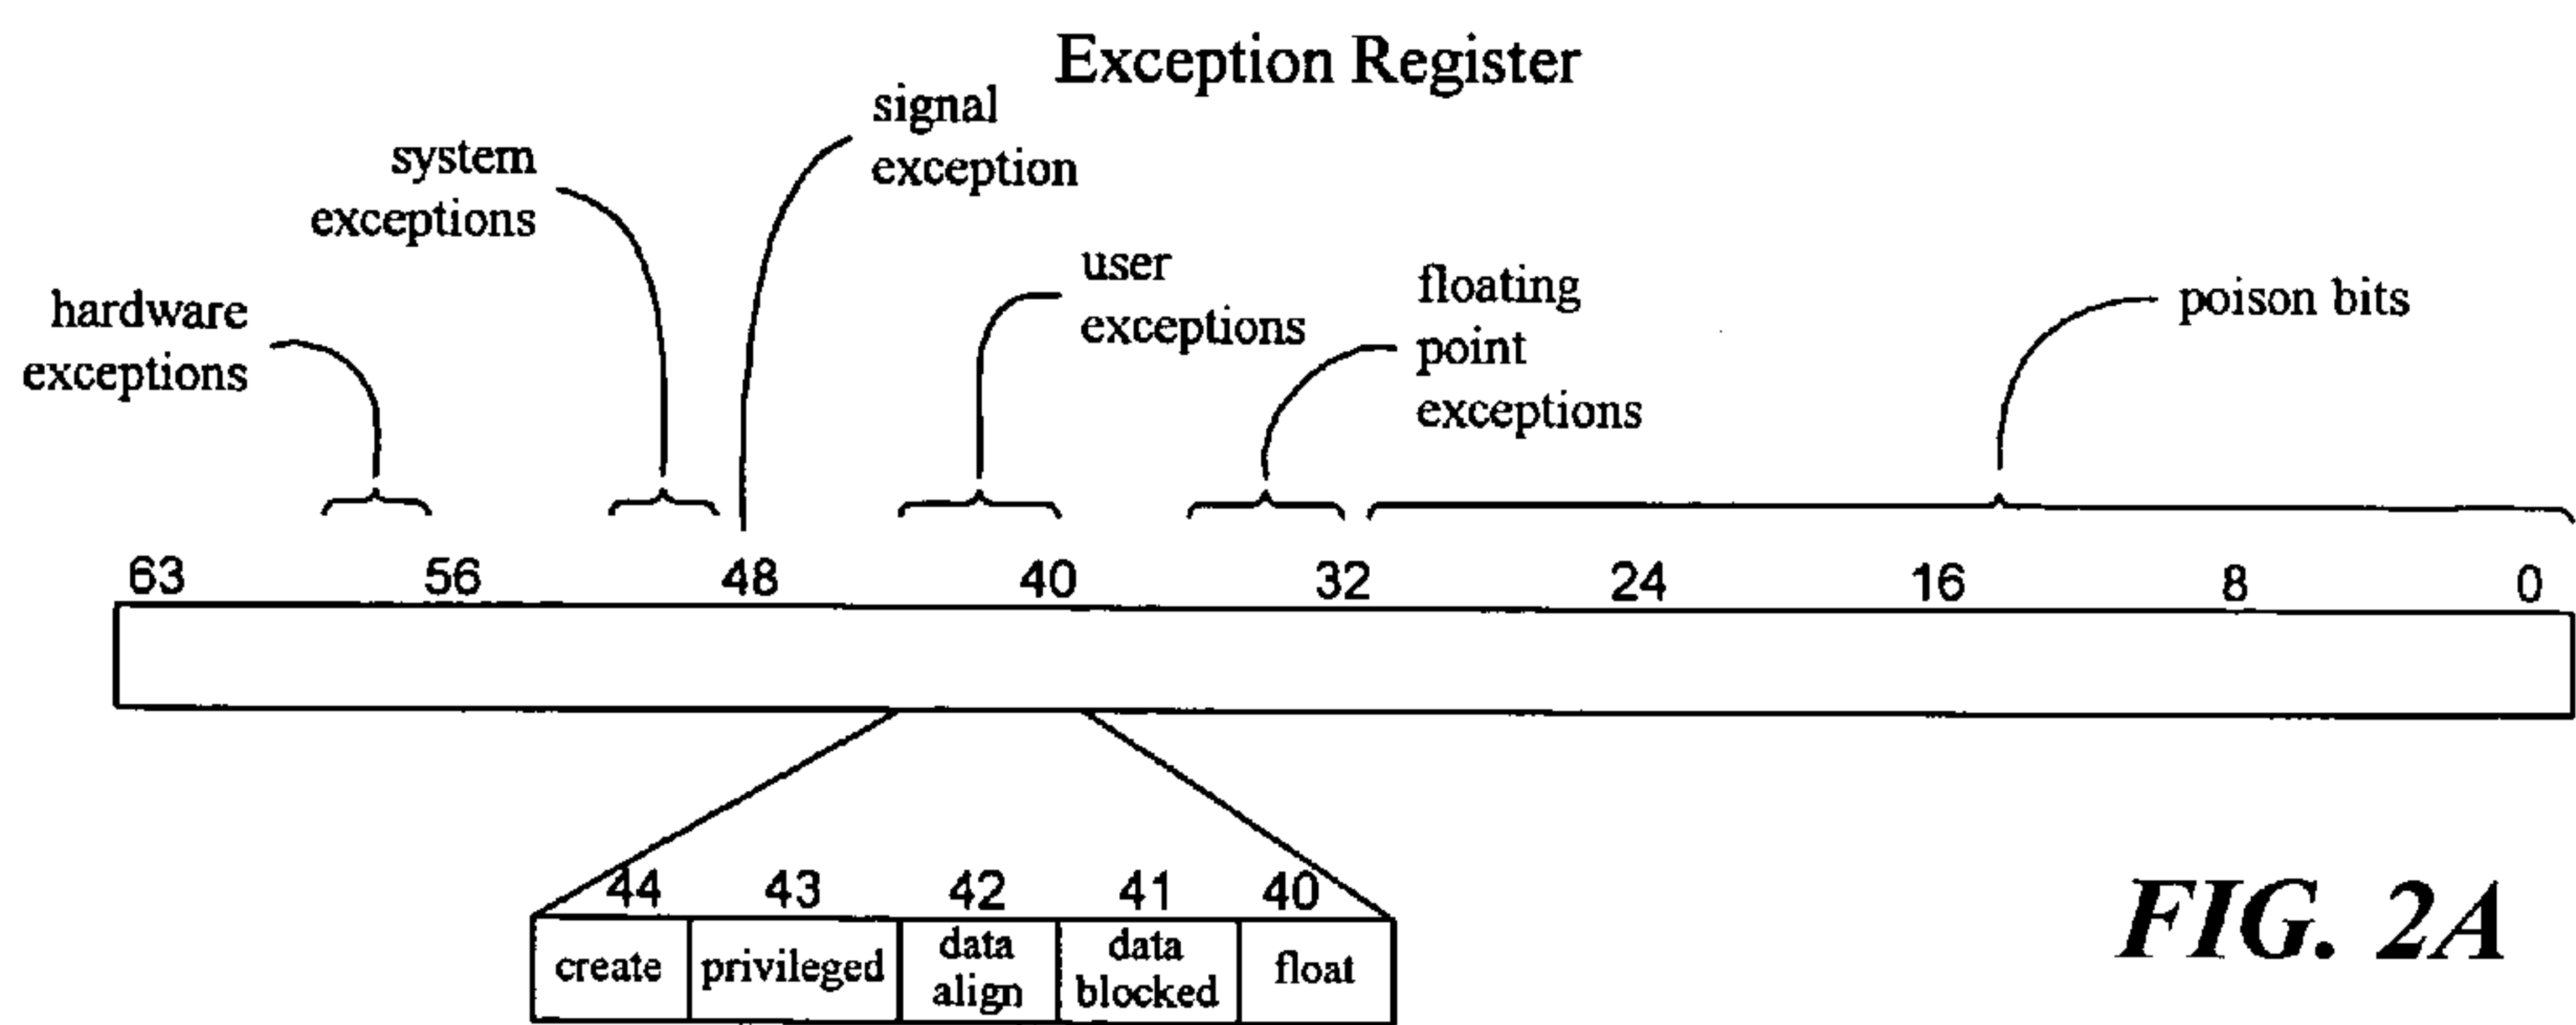 Exception Register
signal
exception
system
exceptions
user
exceptions
floating
point
exceptions
poison bits
hardware
exceptions
63 56 48 40 32 24 16 8 0
44 43 42 41 40
create privileged data align data blocked float
FIG. 2A